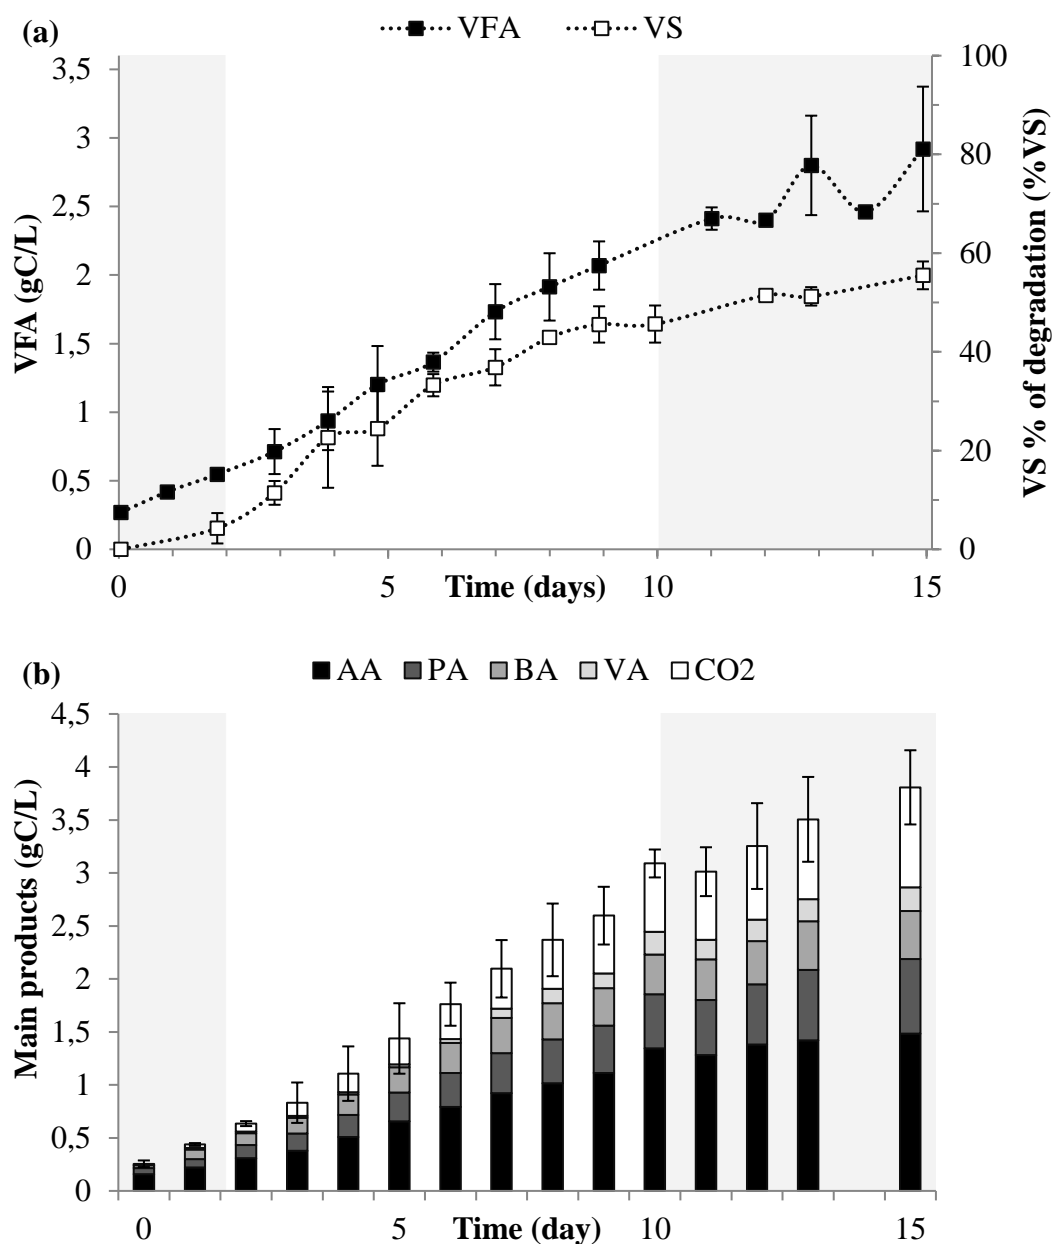 (a)
VFA VS
3,5
3
2,5
2
1,5
1
0,5
0
VFA (gC/L)
100
80
60
40
20
0
VS % of degradation (%VS)
0 5 10 15
Time (days)
(b)
AA PA BA VA CO2
4,5
4
3,5
3
2,5
2
1,5
1
0,5
0
Main products (gC/L)
0 5 10 15
Time (day)